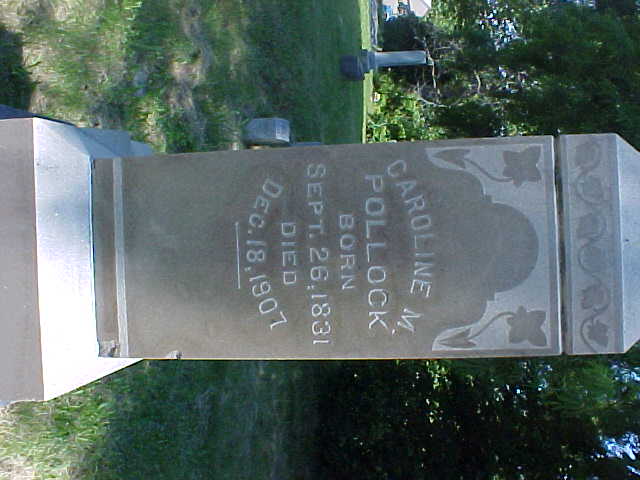 CAROLINE M.
POLLOCK
BORN
SEPT. 26, 1831
DIED
DEC. 18, 1907